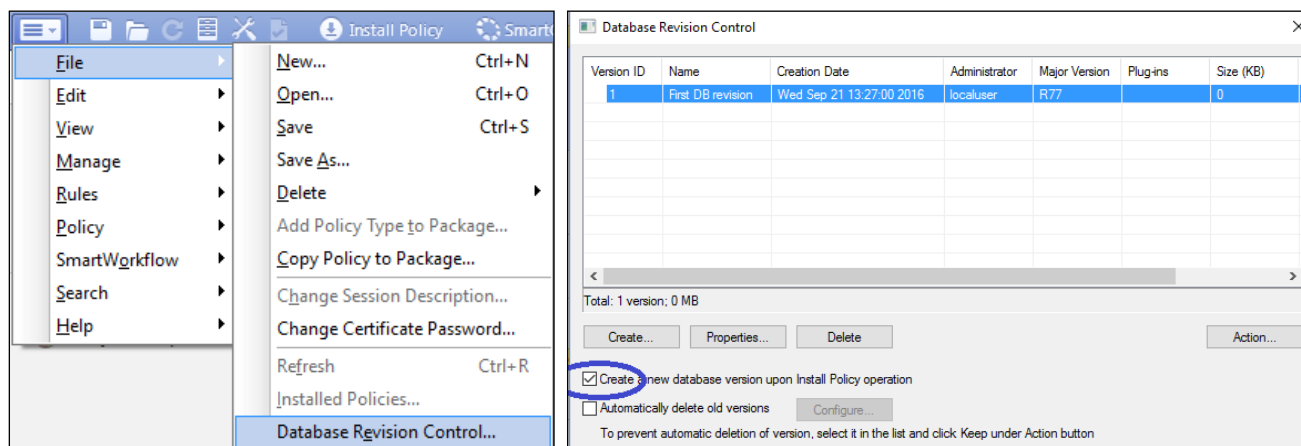 Install Policy
Smart
File
Edit
View
Manage
Rules
Policy
SmartWorkflow
Search
Help
New... Ctrl+N
Open... Ctrl+O
Save Ctrl+S
Save As...
Delete
Add Policy Type to Package...
Copy Policy to Package...
Change Session Description...
Change Certificate Password...
Refresh Ctrl+R
Installed Policies...
Database Revision Control...
Database Revision Control
Version ID Name Creation Date Administrator Major Version Plug-ins Size (KB)
1 First DB revision Wed Sep 21 13:27:00 2016 localuser R77 0
Total: 1 version; 0 MB
Create... Properties... Delete Action...
Create a new database version upon Install Policy operation
Automatically delete old versions Configure...
To prevent automatic deletion of version, select it in the list and click Keep under Action button